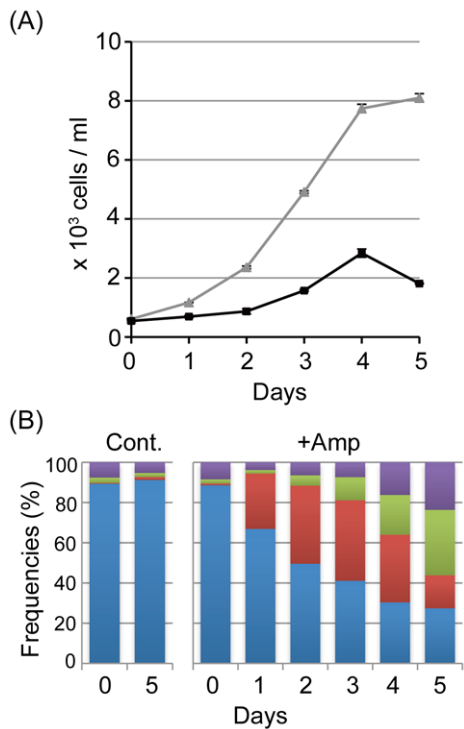 (A)
10
8
6
4
2
0
x 10³ cells / ml
0 1 2 3 4 5
Days
(B)
Cont. +Amp
100
80
60
40
20
0
Frequencies (%)
0 5 0 1 2 3 4 5
Days